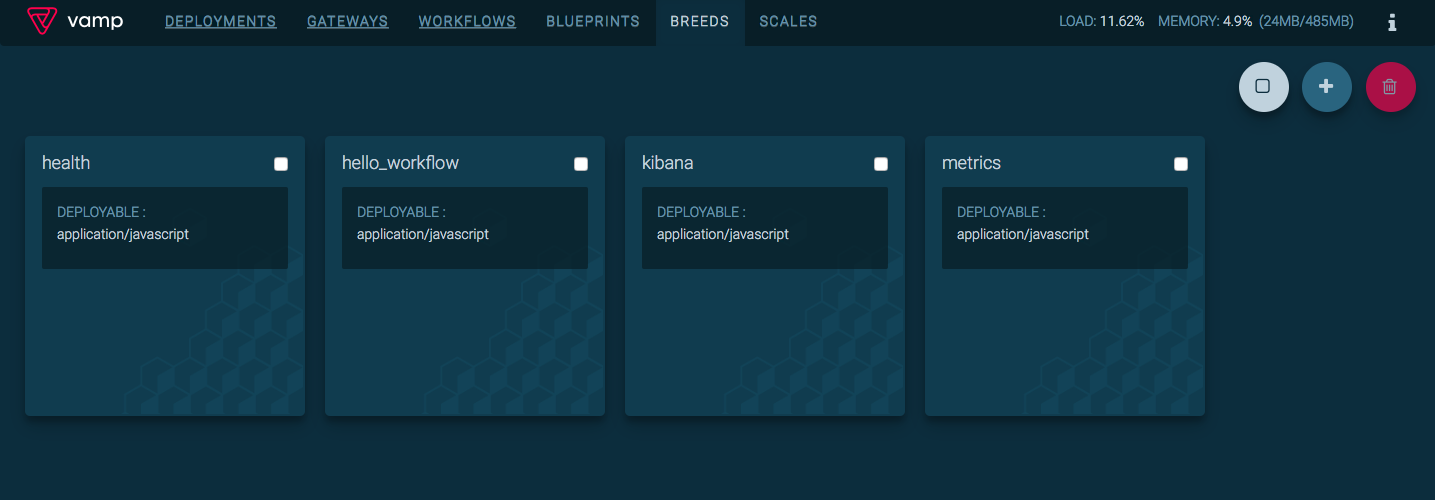 vamp DEPLOYMENTS GATEWAYS WORKFLOWS BLUEPRINTS BREEDS SCALES LOAD: 11.62% MEMORY: 4.9% (24MB/485MB)
health hello_workflow kibana metrics
DEPLOYABLE : DEPLOYABLE : DEPLOYABLE : DEPLOYABLE :
application/javascript application/javascript application/javascript application/javascript